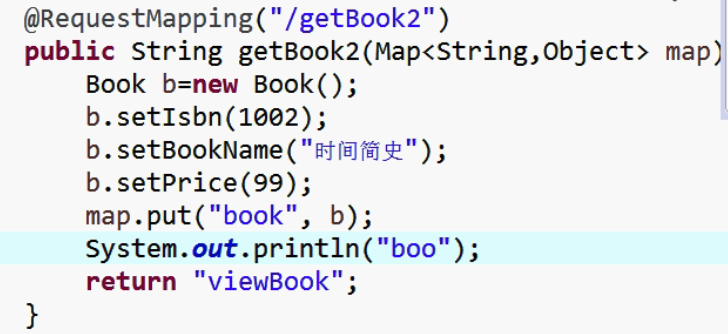 @RequestMapping("/getBook2")
public String getBook2(Map<String,Object> map)
Book b=new Book();
b.setIsbn(1002);
b.setBookName("时间简史");
b.setPrice(99);
map.put("book", b);
System.out.println("boo");
return "viewBook";
}